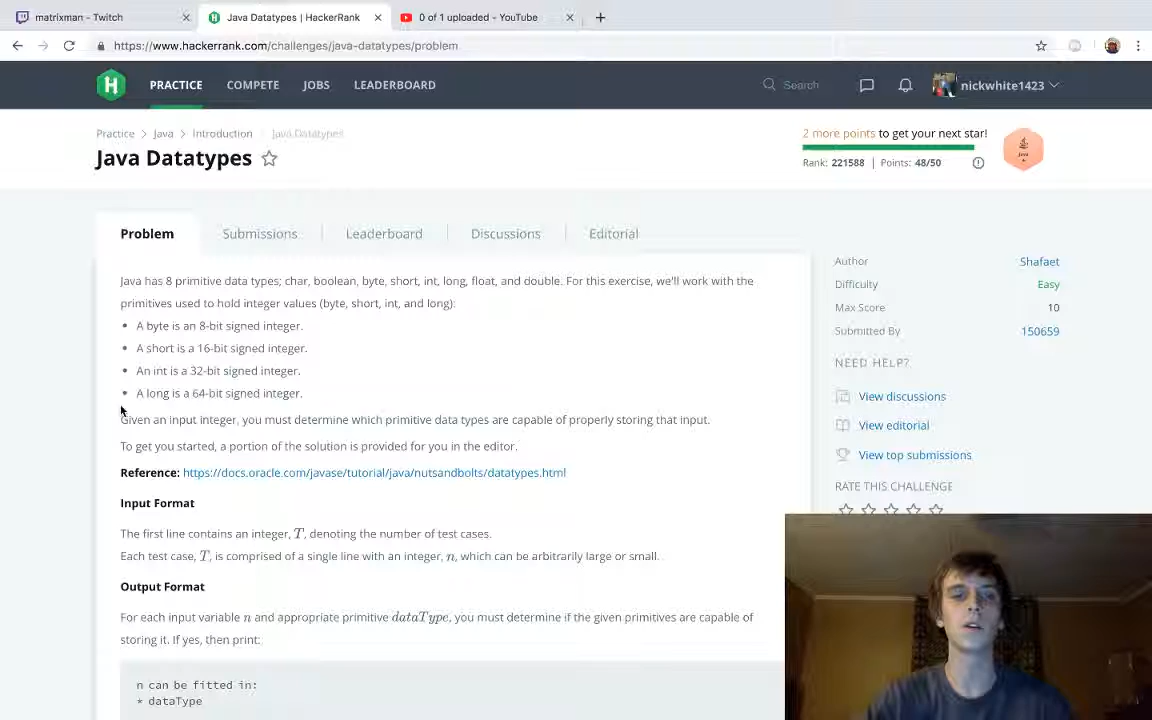 matrixman - Twitch
Java Datatypes | HackerRank
0 of 1 uploaded - YouTube
https://www.hackerrank.com/challenges/java-datatypes/problem
H
PRACTICE
COMPETE
JOBS
LEADERBOARD
Search
nickwhite1423
Practice > Java > Introduction > Java Datatypes
Java Datatypes
2 more points to get your next star!
Rank: 221588 | Points: 48/50
Java
Problem
Submissions
Leaderboard
Discussions
Editorial
Java has 8 primitive data types; char, boolean, byte, short, int, long, float, and double. For this exercise, we'll work with the
primitives used to hold integer values (byte, short, int, and long):
• A byte is an 8-bit signed integer.
• A short is a 16-bit signed integer.
• An int is a 32-bit signed integer.
• A long is a 64-bit signed integer.
Given an input integer, you must determine which primitive data types are capable of properly storing that input.
To get you started, a portion of the solution is provided for you in the editor.
Reference: https://docs.oracle.com/javase/tutorial/java/nutsandbolts/datatypes.html
Input Format
The first line contains an integer, T, denoting the number of test cases.
Each test case, T, is comprised of a single line with an integer, n, which can be arbitrarily large or small.
Output Format
For each input variable n and appropriate primitive dataType, you must determine if the given primitives are capable of
storing it. If yes, then print:
n can be fitted in:
* dataType
Author Shafaet
Difficulty Easy
Max Score 10
Submitted By 150659
NEED HELP?
View discussions
View editorial
View top submissions
RATE THIS CHALLENGE